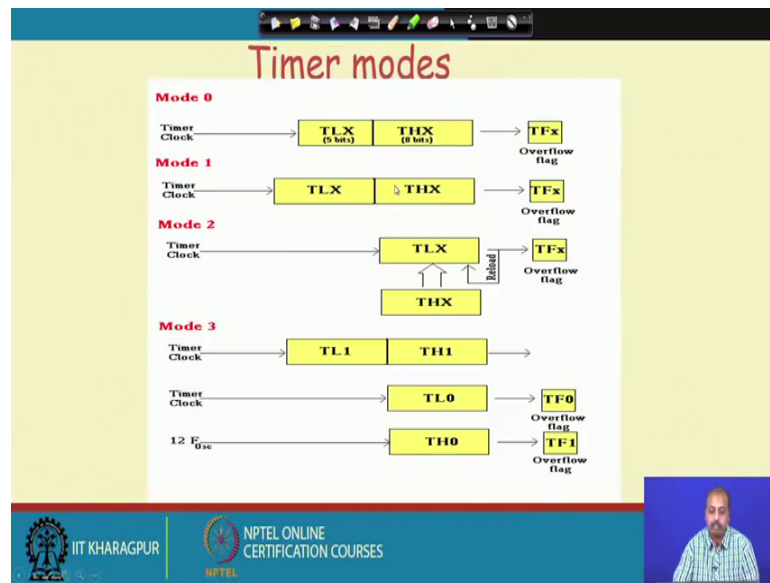 Timer modes
Mode 0
Timer
Clock
TLX
(5 bits)
THX
(8 bits)
TFx
Overflow
flag
Mode 1
Timer
Clock
TLX
THX
TFx
Overflow
flag
Mode 2
Timer
Clock
TLX
Reload
TFx
Overflow
flag
THX
Mode 3
Timer
Clock
TL1
TH1
Timer
Clock
TL0
TF0
Overflow
flag
12 Fosc
TH0
TF1
Overflow
flag
IIT KHARAGPUR
NPTEL
NPTEL ONLINE
CERTIFICATION COURSES